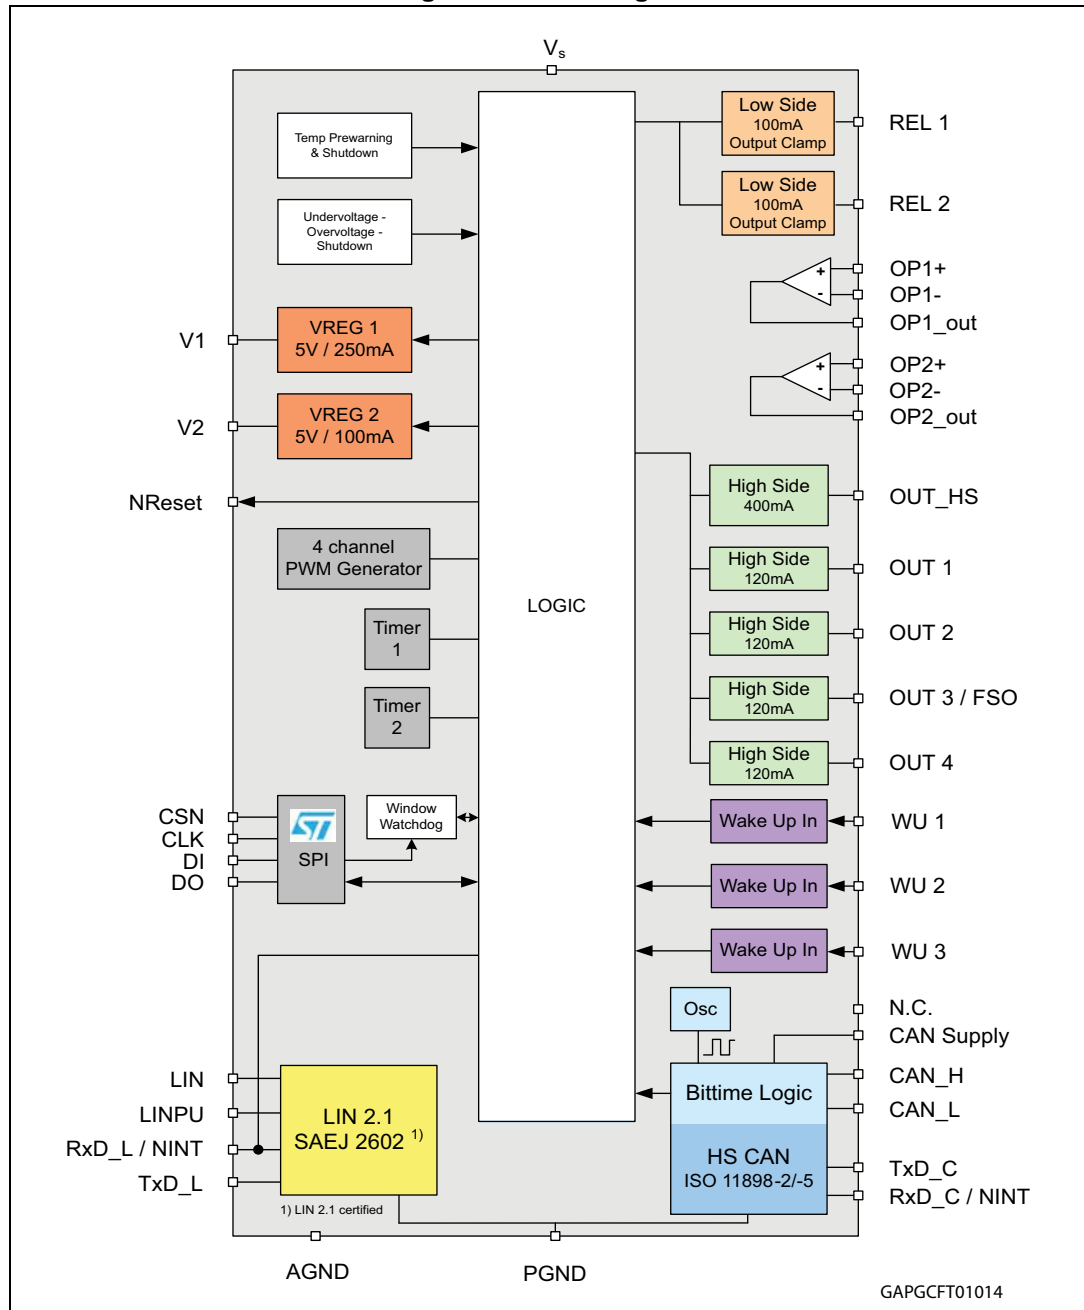 Vs
Temp Prewarning
& Shutdown
Undervoltage -
Overvoltage -
Shutdown
V1
VREG 1
5V / 250mA
V2
VREG 2
5V / 100mA
NReset
4 channel
PWM Generator
Timer
1
Timer
2
CSN
CLK
DI
DO
ST
SPI
Window
Watchdog
LIN
LINPU
RxD_L / NINT
TxD_L
LIN 2.1
SAEJ 2602 1)
1) LIN 2.1 certified
LOGIC
Low Side
100mA
Output Clamp
REL 1
Low Side
100mA
Output Clamp
REL 2
+
-
OP1+
OP1-
OP1_out
+
-
OP2+
OP2-
OP2_out
High Side
400mA
OUT_HS
High Side
120mA
OUT 1
High Side
120mA
OUT 2
High Side
120mA
OUT 3 / FSO
High Side
120mA
OUT 4
Wake Up In
WU 1
Wake Up In
WU 2
Wake Up In
WU 3
Osc
N.C.
CAN Supply
Bittime Logic
CAN_H
CAN_L
HS CAN
ISO 11898-2/-5
TxD_C
RxD_C / NINT
AGND
PGND
GAPGCFT01014